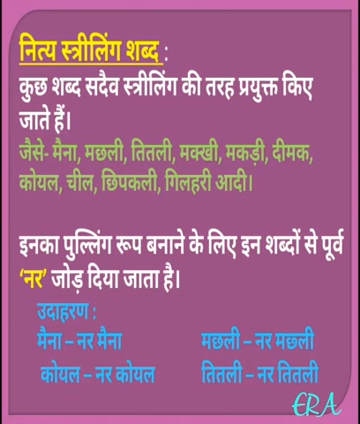 नित्य स्त्रीलिंग शब्द :
कुछ शब्द सदैव स्त्रीलिंग की तरह प्रयुक्त किए
जाते हैं।
जैसे- मैना, मछली, तितली, मक्खी, मकड़ी, दीमक,
कोयल, चील, छिपकली, गिलहरी आदी।
इनका पुल्लिंग रूप बनाने के लिए इन शब्दों से पूर्व
‘नर’ जोड़ दिया जाता है।
उदाहरण :
मैना – नर मैना मछली – नर मछली
कोयल – नर कोयल तितली – नर तितली
ERA